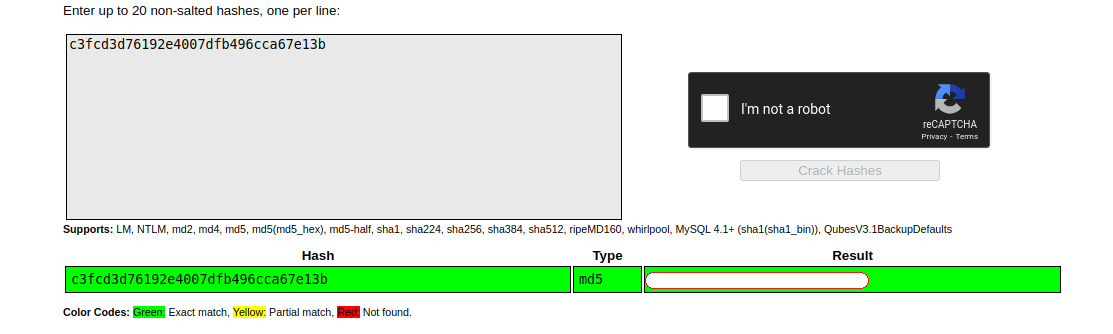 Enter up to 20 non-salted hashes, one per line:
c3fcd3d76192e4007dfb496cca67e13b
I'm not a robot
reCAPTCHA
Privacy - Terms
Crack Hashes
Supports: LM, NTLM, md2, md4, md5, md5(md5_hex), md5-half, sha1, sha224, sha256, sha384, sha512, ripeMD160, whirlpool, MySQL 4.1+ (sha1(sha1_bin)), QubesV3.1BackupDefaults
Hash Type Result
c3fcd3d76192e4007dfb496cca67e13b md5
Color Codes: Green: Exact match, Yellow: Partial match, Red: Not found.